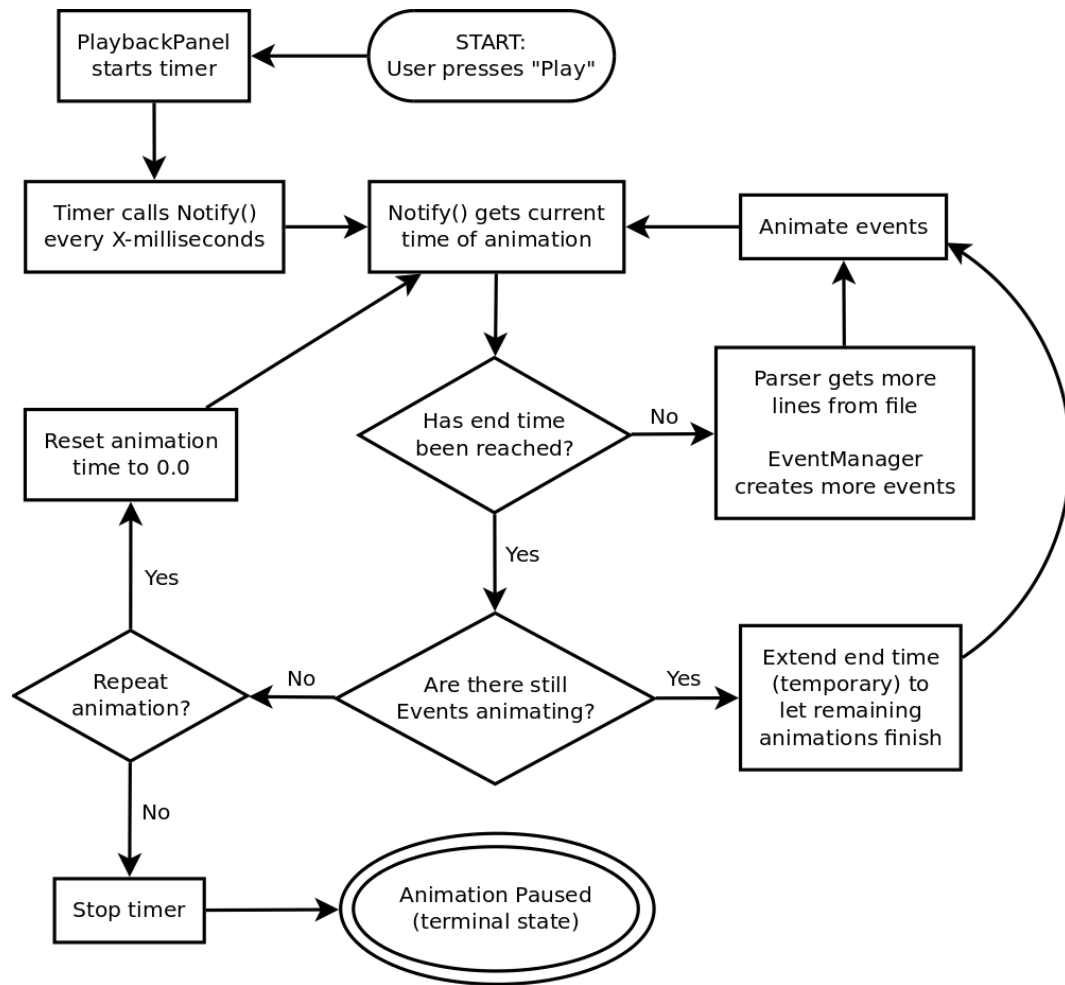 PlaybackPanel
starts timer
START:
User presses "Play"
Timer calls Notify()
every X-milliseconds
Notify() gets current
time of animation
Animate events
Reset animation
time to 0.0
Has end time
been reached?
No
Parser gets more
lines from file
EventManager
creates more events
Yes
Yes
Repeat
animation?
No
Are there still
Events animating?
Yes
Extend end time
(temporary) to
let remaining
animations finish
No
Stop timer
Animation Paused
(terminal state)